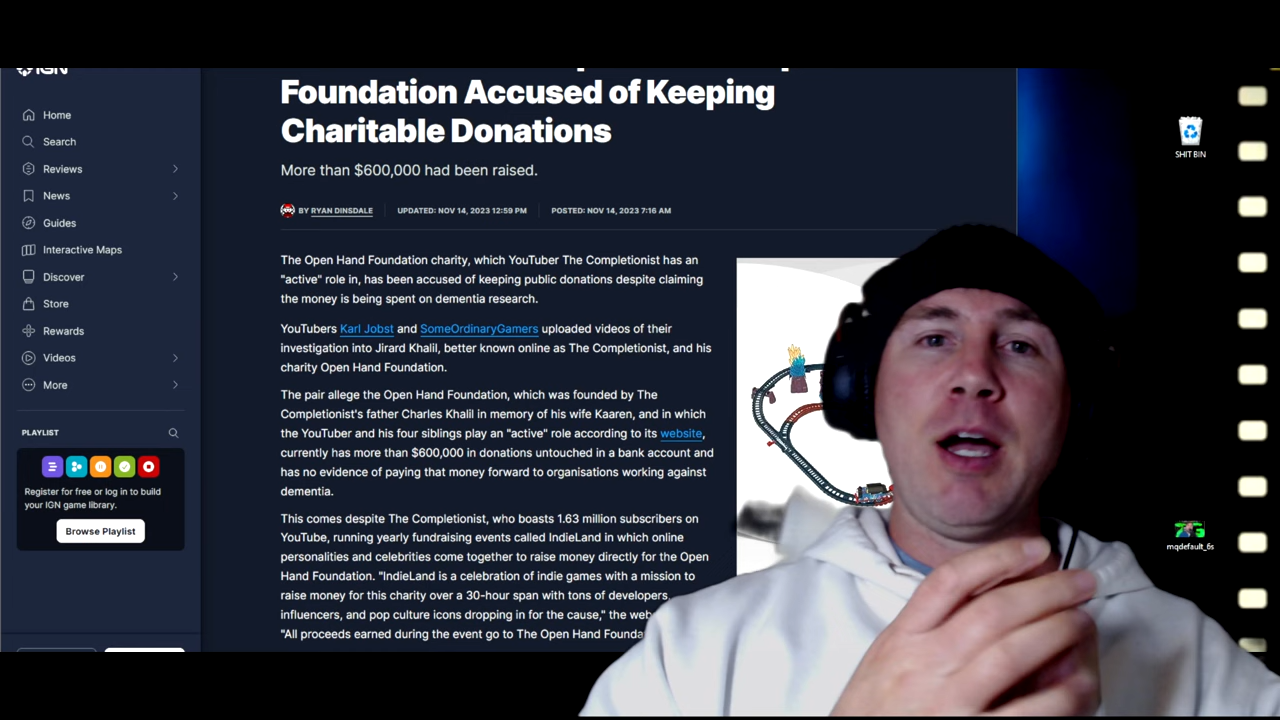 IGN
Home
Search
Reviews
News
Guides
Interactive Maps
Discover
Store
Rewards
Videos
More
PLAYLIST
Register for free or log in to build
your IGN game library.
Browse Playlist
Foundation Accused of Keeping
Charitable Donations
More than $600,000 had been raised.
BY RYAN DINSDALE UPDATED: NOV 14, 2023 12:59 PM POSTED: NOV 14, 2023 7:16 AM
The Open Hand Foundation charity, which YouTuber The Completionist has an
"active" role in, has been accused of keeping public donations despite claiming
the money is being spent on dementia research.
YouTubers Karl Jobst and SomeOrdinaryGamers uploaded videos of their
investigation into Jirard Khalil, better known online as The Completionist, and his
charity Open Hand Foundation.
The pair allege the Open Hand Foundation, which was founded by The
Completionist's father Charles Khalil in memory of his wife Kaaren, and in which
the YouTuber and his four siblings play an "active" role according to its website,
currently has more than $600,000 in donations untouched in a bank account and
has no evidence of paying that money forward to organisations working against
dementia.
This comes despite The Completionist, who boasts 1.63 million subscribers on
YouTube, running yearly fundraising events called IndieLand in which online
personalities and celebrities come together to raise money directly for the Open
Hand Foundation. "IndieLand is a celebration of indie games with a mission to
raise money for this charity over a 30-hour span with tons of developers,
influencers, and pop culture icons dropping in for the cause," the
"All proceeds earned during the event go to The Open Hand
SHIT BIN
mqdefault_6s